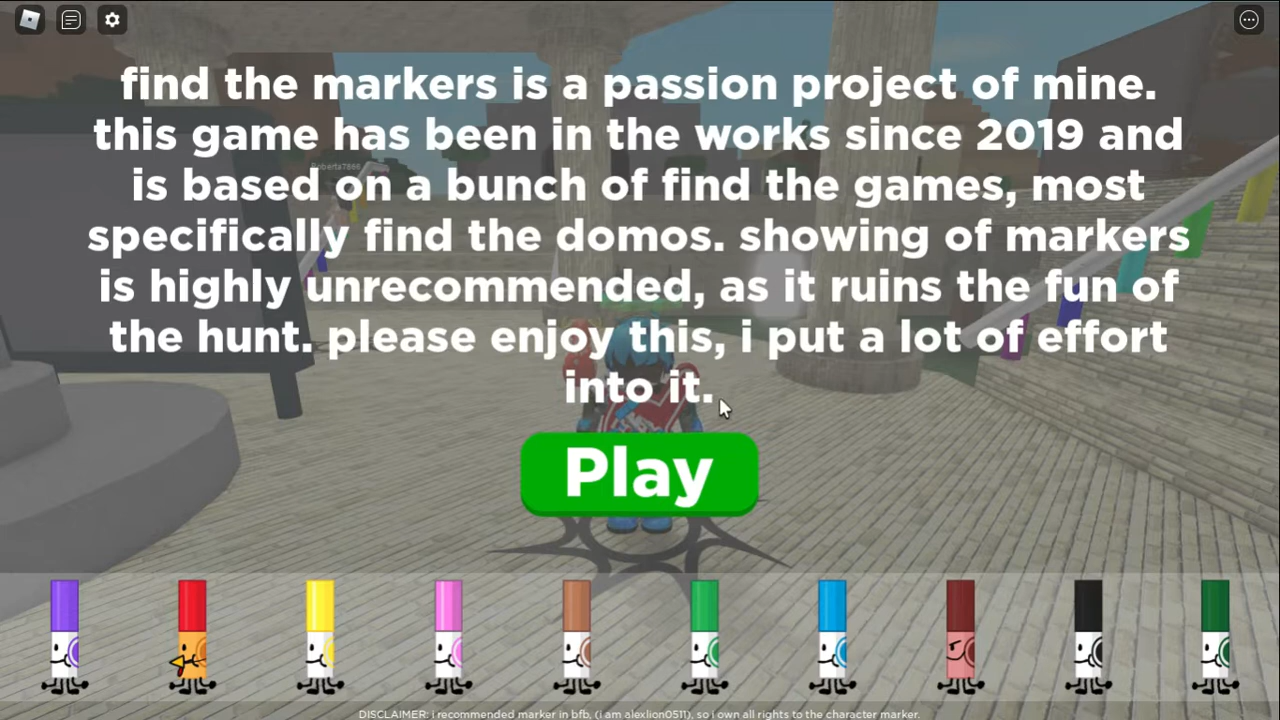 find the markers is a passion project of mine.
this game has been in the works since 2019 and
is based on a bunch of find the games, most
specifically find the domos. showing of markers
is highly unrecommended, as it ruins the fun of
the hunt. please enjoy this, i put a lot of effort
into it.
Play
DISCLAIMER: i recommended marker in bfb, (i am alexlion0511), so i own all rights to the character marker.